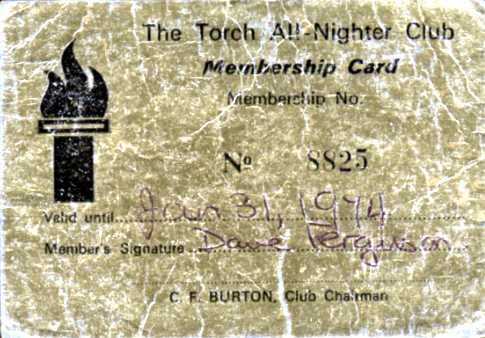 The Torch All-Nighter Club
Membership Card
Membership No.
Nº 8825
Valid until 31, 1974
Member's Signature Dave Ferguson
C. F. BURTON, Club Chairman